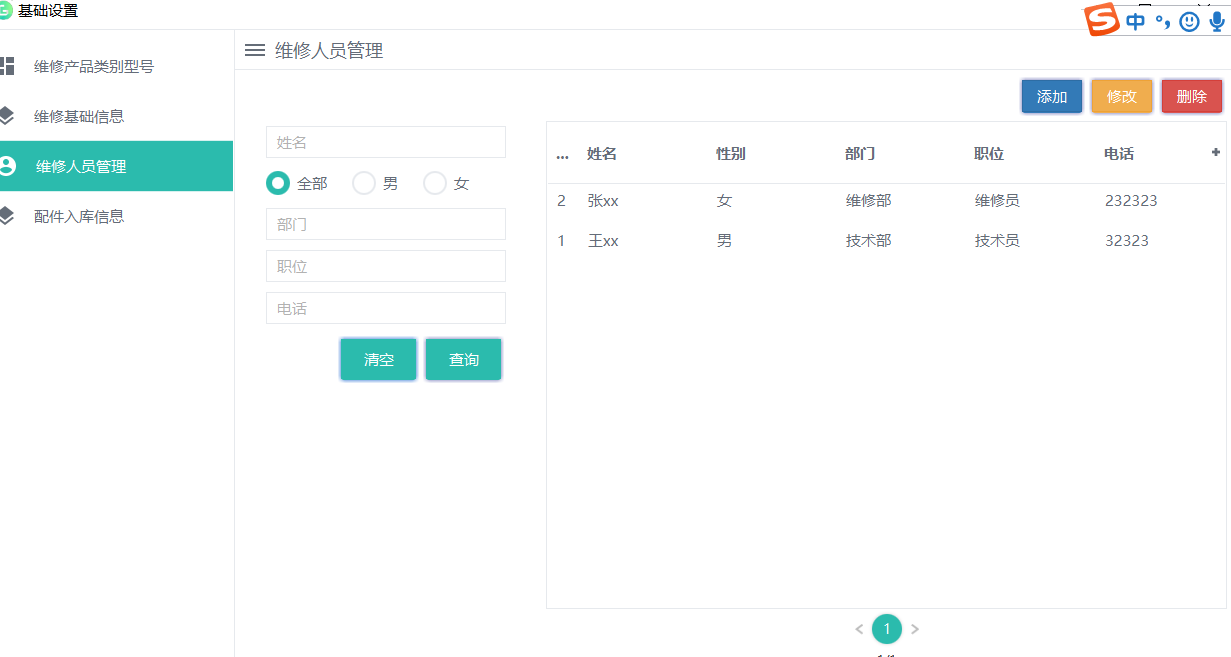 基础设置
中
维修产品类别型号
维修基础信息
维修人员管理
配件入库信息
维修人员管理
添加 修改 删除
姓名
全部 男 女
部门
职位
电话
清空 查询
... 姓名 性别 部门 职位 电话 +
2 张xx 女 维修部 维修员 232323
1 王xx 男 技术部 技术员 32323
< 1 >